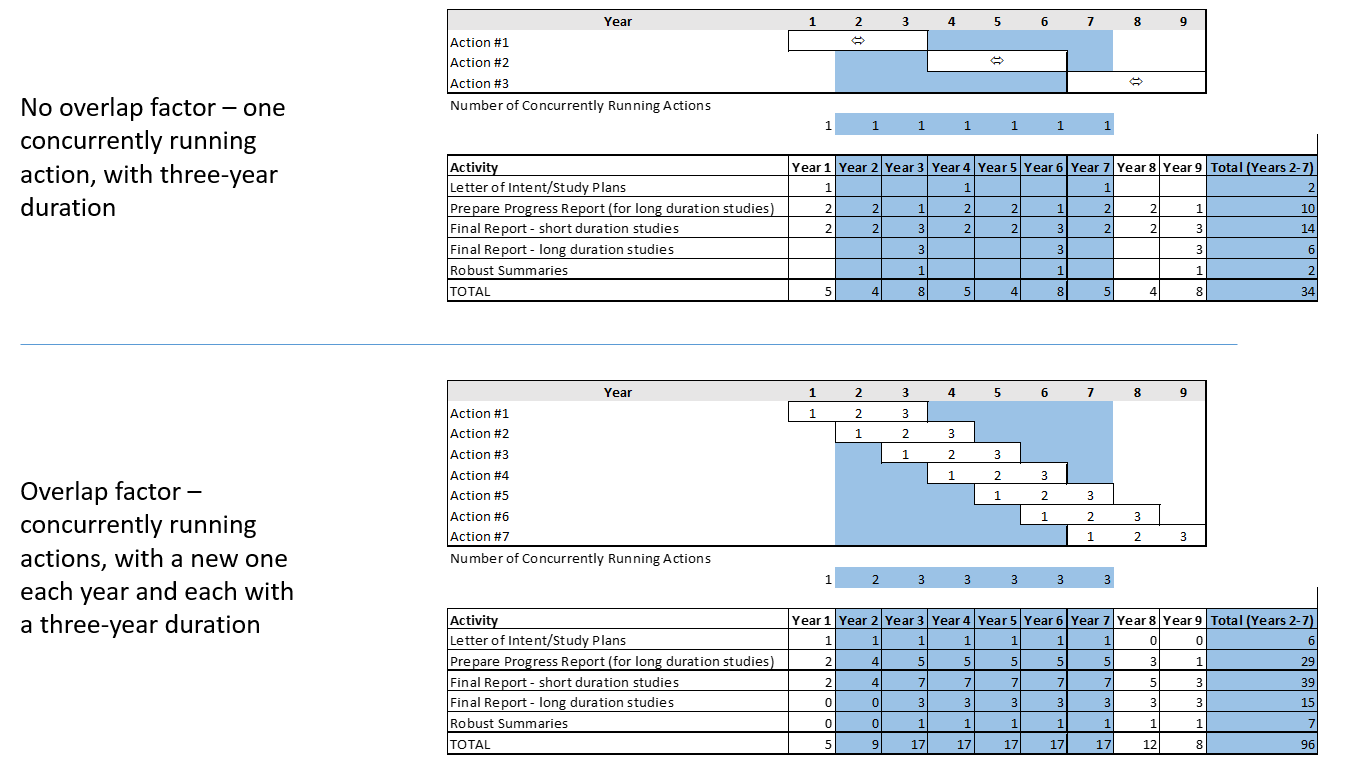 No overlap factor – one
concurrently running
action, with three-year
duration
Year 1 2 3 4 5 6 7 8 9
Action #1
Action #2
Action #3
Number of Concurrently Running Actions
1 1 1 1 1 1 1
Activity Year 1 Year 2 Year 3 Year 4 Year 5 Year 6 Year 7 Year 8 Year 9 Total (Years 2-7)
Letter of Intent/Study Plans 1 1 1 2
Prepare Progress Report (for long duration studies) 2 2 1 2 2 1 2 2 1 10
Final Report - short duration studies 2 2 3 2 2 3 2 2 3 14
Final Report - long duration studies 3 3 3 6
Robust Summaries 1 1 1 2
TOTAL 5 4 8 5 4 8 5 4 8 34
Overlap factor –
concurrently running
actions, with a new one
each year and each with
a three-year duration
Year 1 2 3 4 5 6 7 8 9
Action #1 1 2 3
Action #2 1 2 3
Action #3 1 2 3
Action #4 1 2 3
Action #5 1 2 3
Action #6 1 2 3
Action #7 1 2 3
Number of Concurrently Running Actions
1 2 3 3 3 3 3
Activity Year 1 Year 2 Year 3 Year 4 Year 5 Year 6 Year 7 Year 8 Year 9 Total (Years 2-7)
Letter of Intent/Study Plans 1 1 1 1 1 1 1 0 0 6
Prepare Progress Report (for long duration studies) 2 4 5 5 5 5 5 3 1 29
Final Report - short duration studies 2 4 7 7 7 7 7 5 3 39
Final Report - long duration studies 0 0 3 3 3 3 3 3 3 15
Robust Summaries 0 0 1 1 1 1 1 1 1 7
TOTAL 5 9 17 17 17 17 17 12 8 96